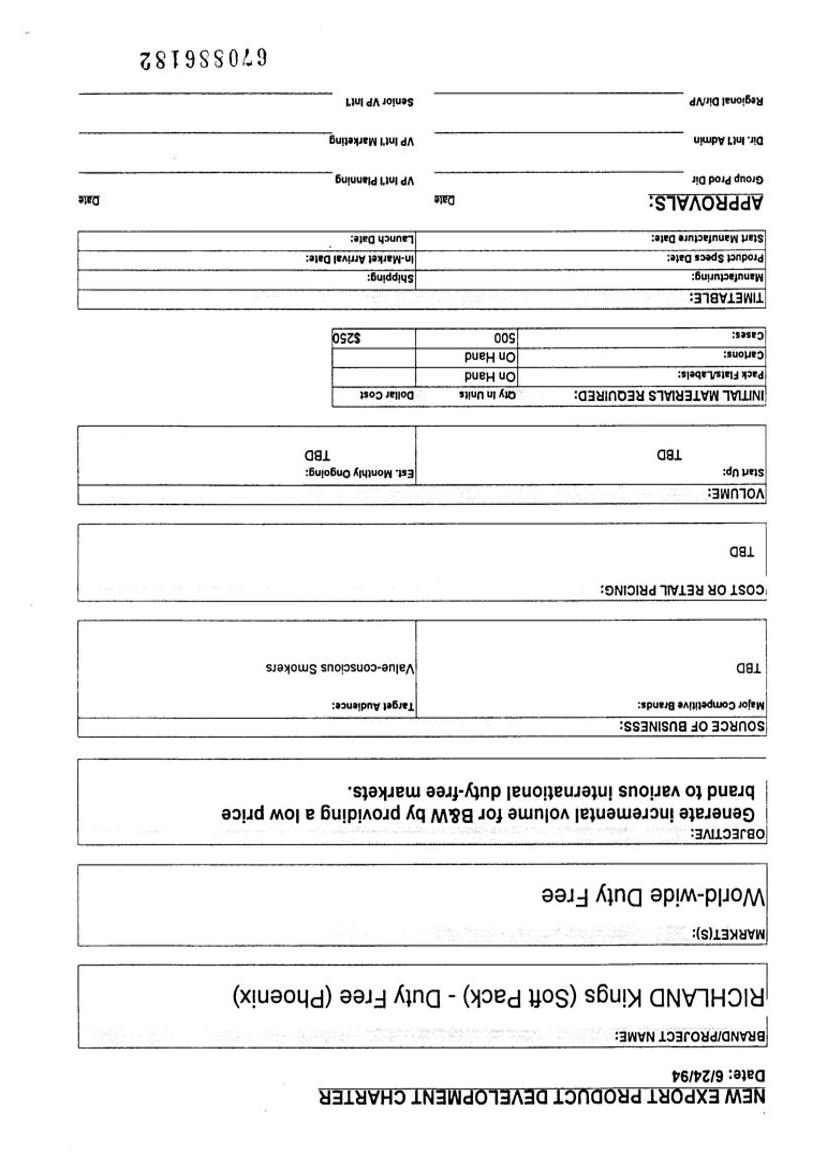 NEW EXPORT PRODUCT DEVELOPMENT CHARTER
Date: 6/24/94
BRAND/PROJECT NAME:
RICHLAND Kings (Soft Pack) - Duty Free (Phoenix)
MARKET(S):
World-wide Duty Free
OBJECTIVE:
Generate incremental volume for B&W by providing a low price
brand to various international duty-free markets.
SOURCE OF BUSINESS:
Major Competitive Brands: Target Audience:
TBD Value-conscious Smokers
COST OR RETAIL PRICING:
TBD
VOLUME:
Start Up: Est. Monthly Ongoing:
TBD TBD
INITIAL MATERIALS REQUIRED: Qty In Units Dollar Cost
Pack Flats/Labels: On Hand
Cartons: On Hand
Cases: 500 $250
TIMETABLE:
Manufacturing: Shipping:
Product Specs Date: In-Market Arrival Date:
Start Manufacture Date: Launch Date:
APPROVALS: Date Date
Group Prod Dir VP Int'l Planning
Dir. Int'l Admin VP Int'l Marketing
Regional Dir/VP Senior VP Int'l
670886182